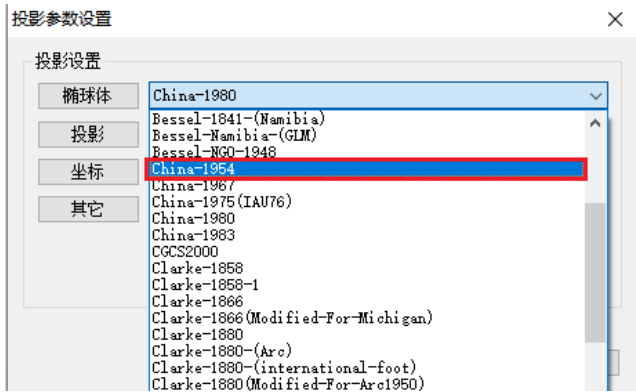 投影参数设置
投影设置
椭球体
China-1980
投影
坐标
其它
Bessel-1841-(Namibia)
Bessel-Namibia-(GLM)
Bessel-NGO-1948
China-1954
China-1967
China-1975(IAU76)
China-1980
China-1983
CGCS2000
Clarke-1858
Clarke-1858-1
Clarke-1866
Clarke-1866(Modified-For-Michigan)
Clarke-1880
Clarke-1880-(Arc)
Clarke-1880-(international-foot)
Clarke-1880(Modified-For-Arc1950)